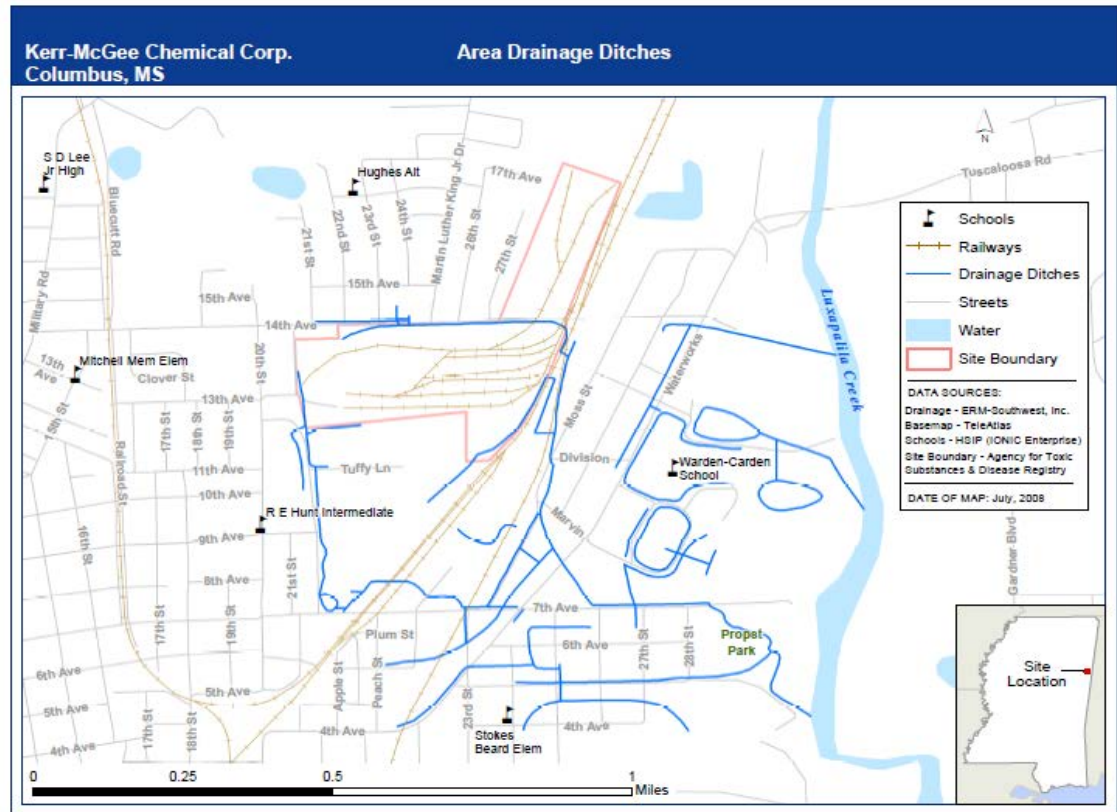 Kerr-McGee Chemical Corp.
Columbus, MS
Area Drainage Ditches
N
S D Lee
Jr High
Hughes Alt
17th Ave
Tuscaloosa Rd
Bluecutt Rd
Military Rd
21st St
22nd St
23rd St
24th St
Martin Luther King Jr Dr
26th St
27th St
15th Ave
15th Ave
14th Ave
Mitchell Mem Elem
13th
Ave
Clover St
20th St
13th Ave
15th St
17th St
18th St
19th St
Railroad St
11th Ave
Tuffy Ln
10th Ave
R E Hunt Intermediate
9th Ave
16th St
8th Ave
21st St
17th St
19th St
Moss St
Waterworks
Division
Warden-Carden
School
Marvin
Luxapalila Creek
7th Ave
Plum St
6th Ave
27th St
28th St
Propst
Park
6th Ave
5th Ave
Apple St
Peach St
5th Ave
4th Ave
17th St
18th St
4th Ave
23rd St
4th Ave
Stokes
Beard Elem
Gardner Blvd
Schools
Railways
Drainage Ditches
Streets
Water
Site Boundary
DATA SOURCES:
Drainage - ERM-Southwest, Inc.
Basemap - TeleAtlas
Schools - HSIP (IONIC Enterprise)
Site Boundary - Agency for Toxic
Substances & Disease Registry
DATE OF MAP: July, 2008
Site
Location
0 0.25 0.5 1
Miles